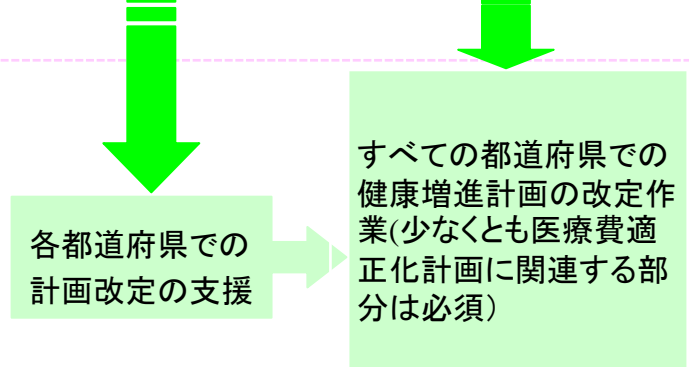 各都道府県での
計画改定の支援
すべての都道府県での
健康増進計画の改定作
業(少なくとも医療費適
正化計画に関連する部
分は必須）